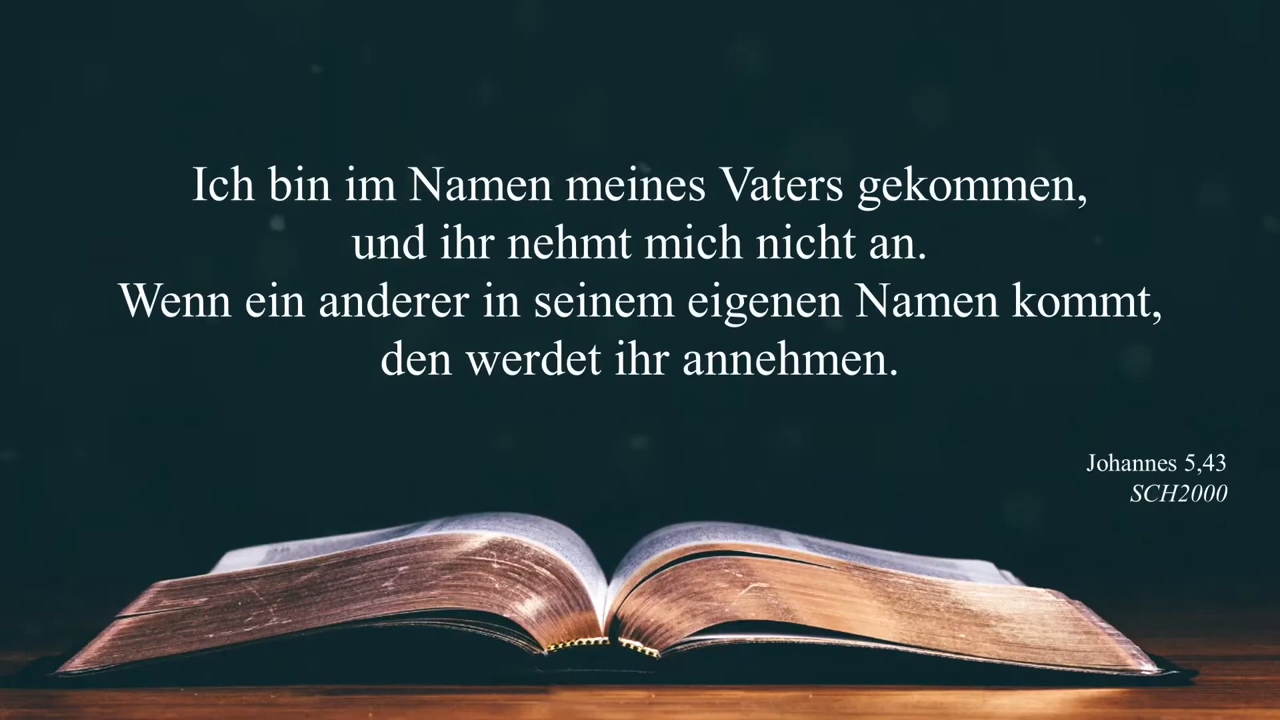 Ich bin im Namen meines Vaters gekommen,
und ihr nehmt mich nicht an.
Wenn ein anderer in seinem eigenen Namen kommt,
den werdet ihr annehmen.
Johannes 5,43
SCH2000